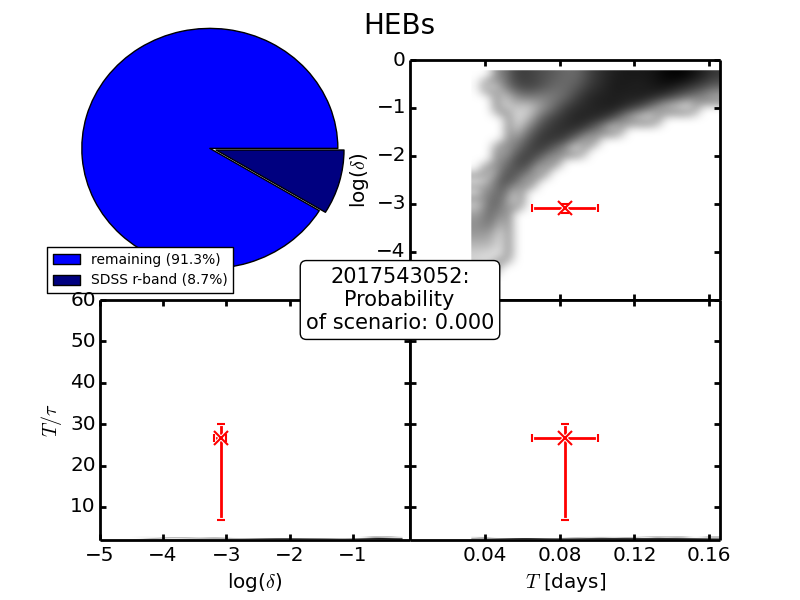 HEBs
remaining (91.3%)
SDSS r-band (8.7%)
0
−1
−2
−3
−4
log(δ)
2017543052:
Probability
of scenario: 0.000
60
50
40
30
20
10
T/τ
−5 −4 −3 −2 −1
log(δ)
0.04 0.08 0.12 0.16
T [days]